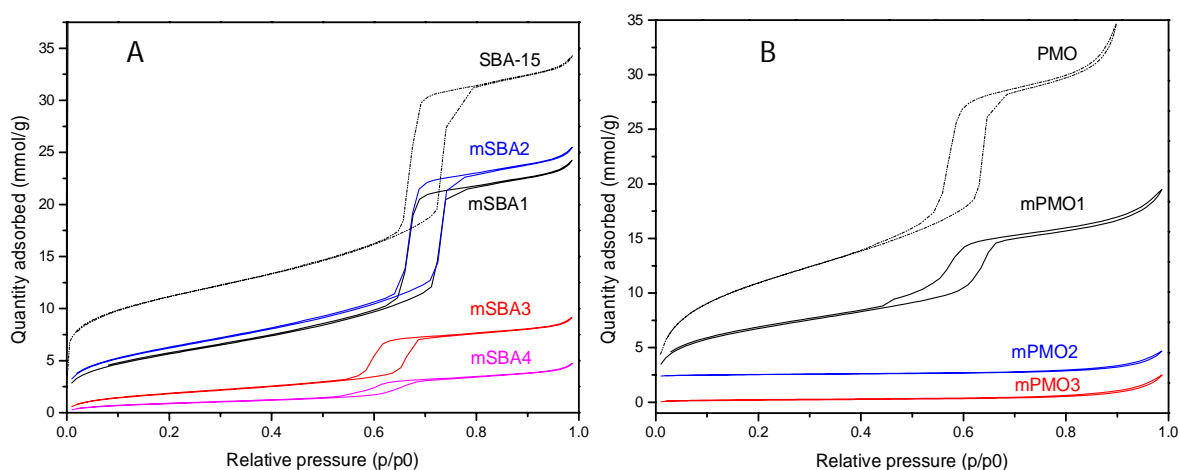 A
SBA-15
mSBA2
mSBA1
mSBA3
mSBA4
Quantity adsorbed (mmol/g)
35
30
25
20
15
10
5
0
0.0 0.2 0.4 0.6 0.8 1.0
Relative pressure (p/p0)
B
PMO
mPMO1
mPMO2
mPMO3
Quantity adsorbed (mmol/g)
35
30
25
20
15
10
5
0
0.0 0.2 0.4 0.6 0.8 1.0
Relative pressure (p/p0)